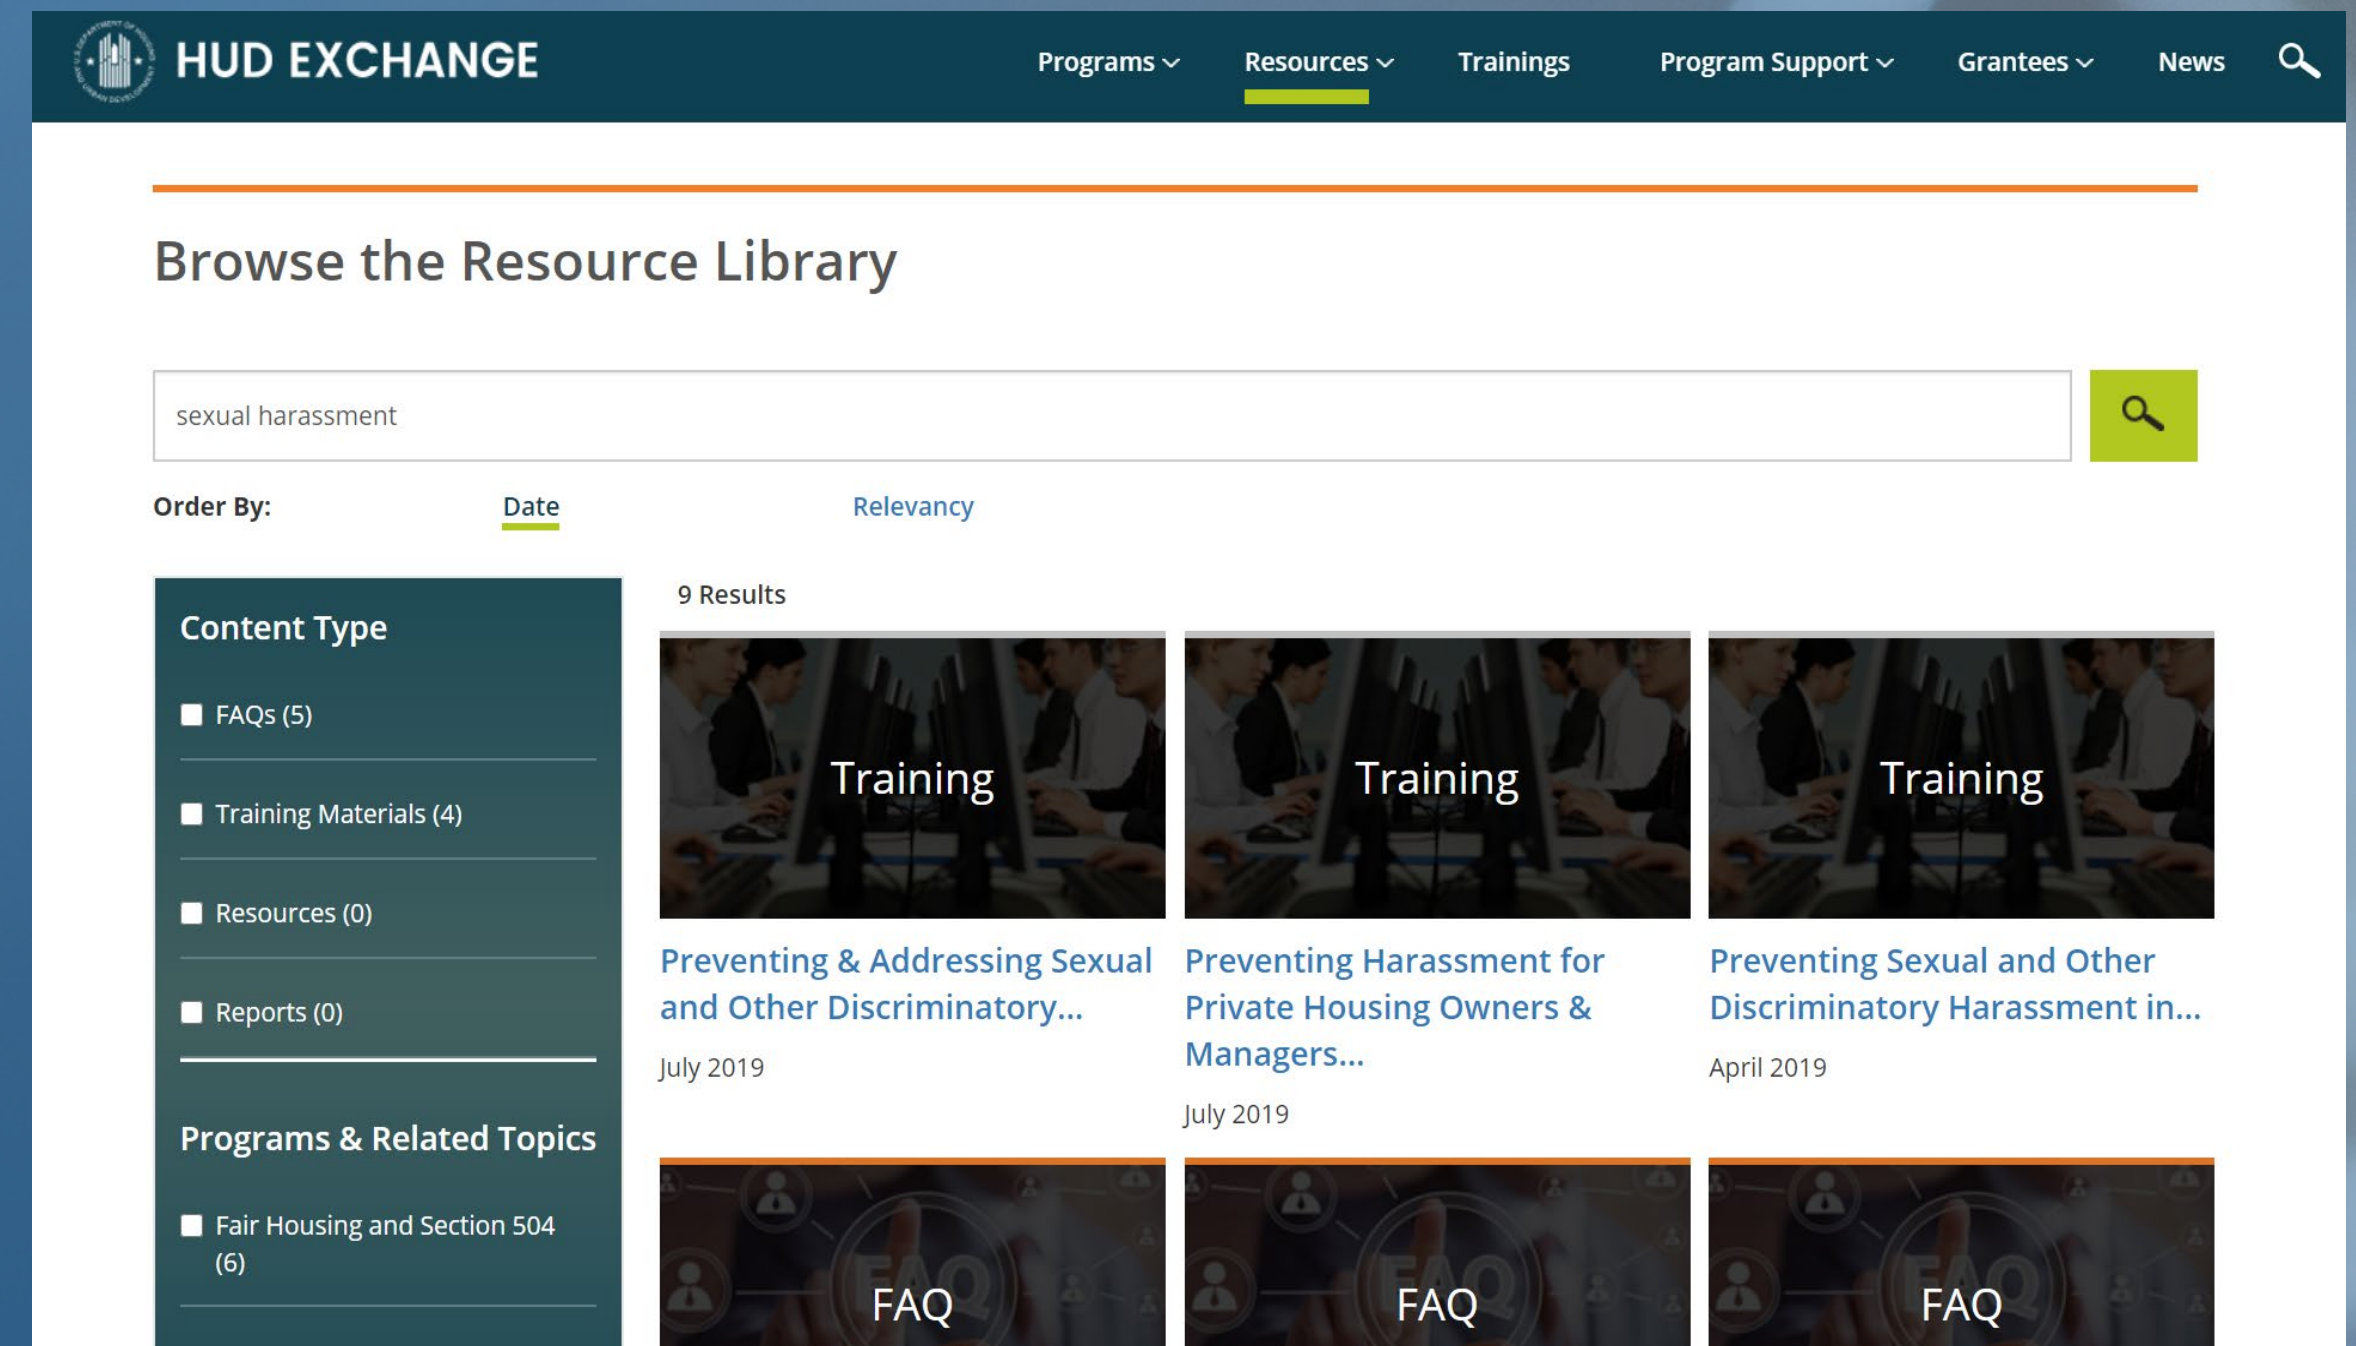 HUD EXCHANGE
Programs
Resources
Trainings
Program Support
Grantees
News
Browse the Resource Library
sexual harassment
Order By:
Date
Relevancy
Content Type
FAQs (5)
Training Materials (4)
Resources (0)
Reports (0)
Programs & Related Topics
Fair Housing and Section 504
(6)
9 Results
Training
Training
Training
Preventing & Addressing Sexual
and Other Discriminatory...
July 2019
Preventing Harassment for
Private Housing Owners &
Managers...
July 2019
Preventing Sexual and Other
Discriminatory Harassment in...
April 2019
FAQ
FAQ
FAQ
FAQ
FAQ
FAQ